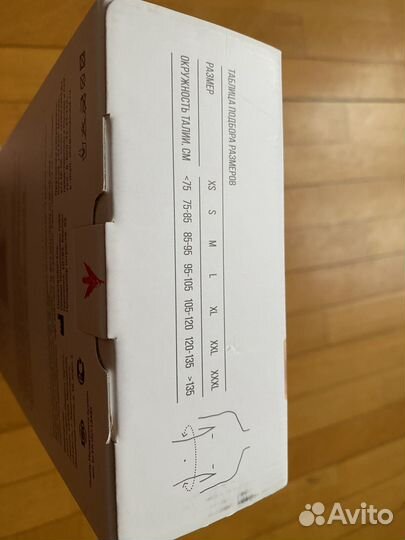 ТАБЛИЦА ПОДБОРА РАЗМЕРОВ
РАЗМЕР XS S M L XL XXL XXXL
ОКРУЖНОСТЬ ТАЛИИ, СМ <75 75-85 85-95 95-105 105-120 120-135 >135
Avito